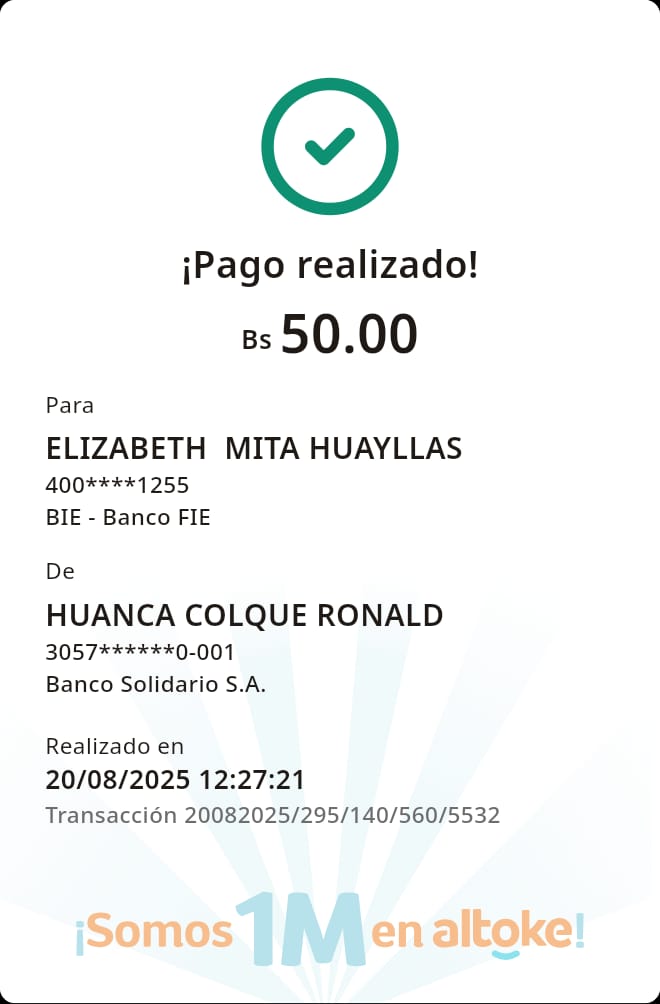 ¡Pago realizado!
Bs 50.00
Para
ELIZABETH  MITA HUAYLLAS
400****1255
BIE - Banco FIE
De
HUANCA COLQUE RONALD
3057******0-001
Banco Solidario S.A.
Realizado en
20/08/2025 12:27:21
Transacción 20082025/295/140/560/5532
¡Somos 1M en altoke!